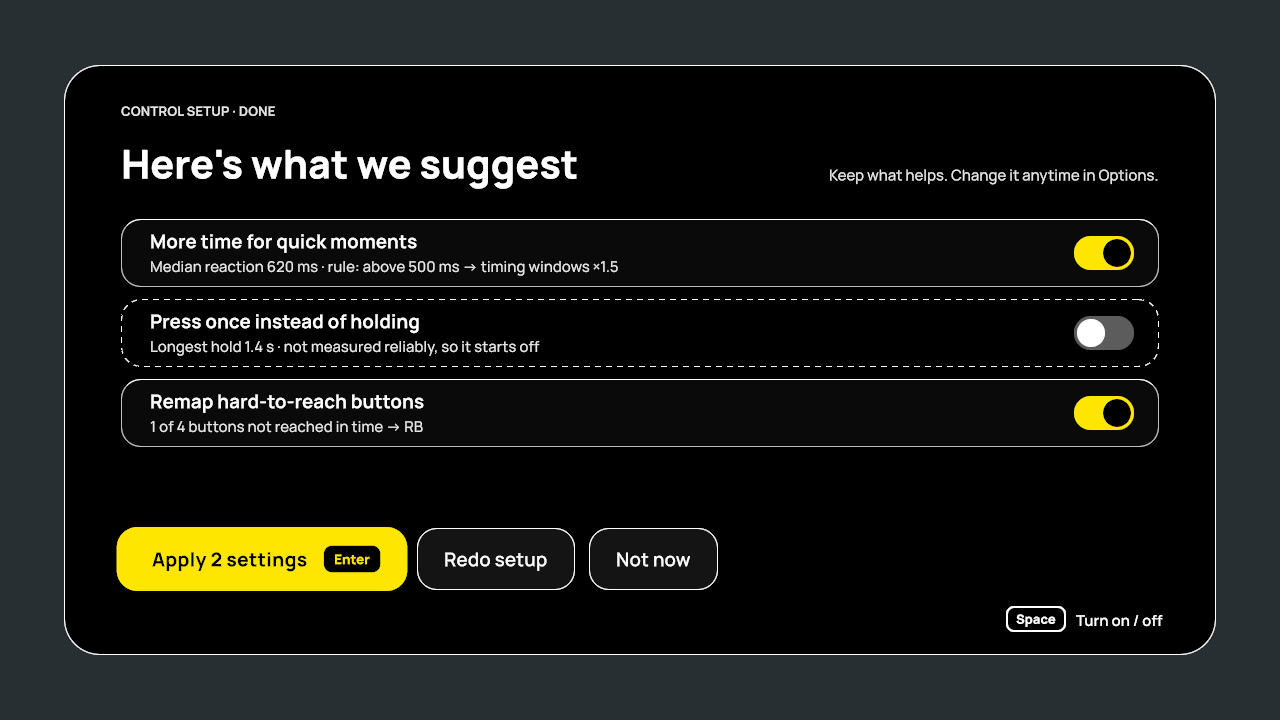 CONTROL SETUP · DONE
Here's what we suggest
Keep what helps. Change it anytime in Options.
More time for quick moments
Median reaction 620 ms · rule: above 500 ms → timing windows ×1.5
Press once instead of holding
Longest hold 1.4 s · not measured reliably, so it starts off
Remap hard-to-reach buttons
1 of 4 buttons not reached in time → RB
Apply 2 settings Enter
Redo setup
Not now
Space Turn on / off